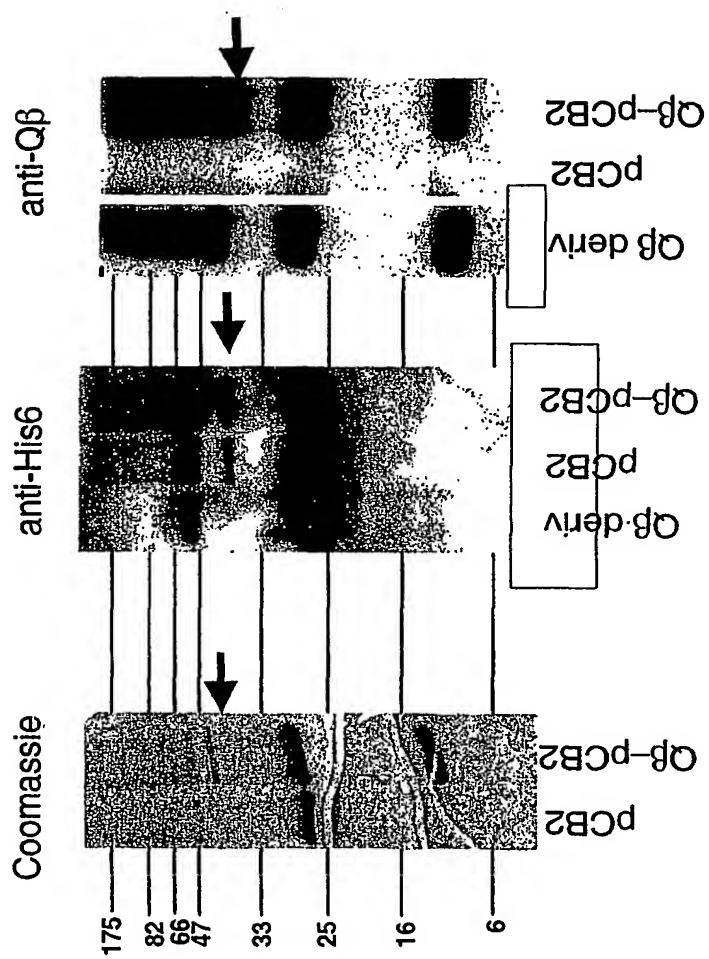 Coomassie
anti-His6
anti-Qβ
175
82
66
47
33
25
16
6
pCB2
Qβ–pCB2
Qβ deriv
pCB2
Qβ–pCB2
Qβ deriv
pCB2
Qβ–pCB2